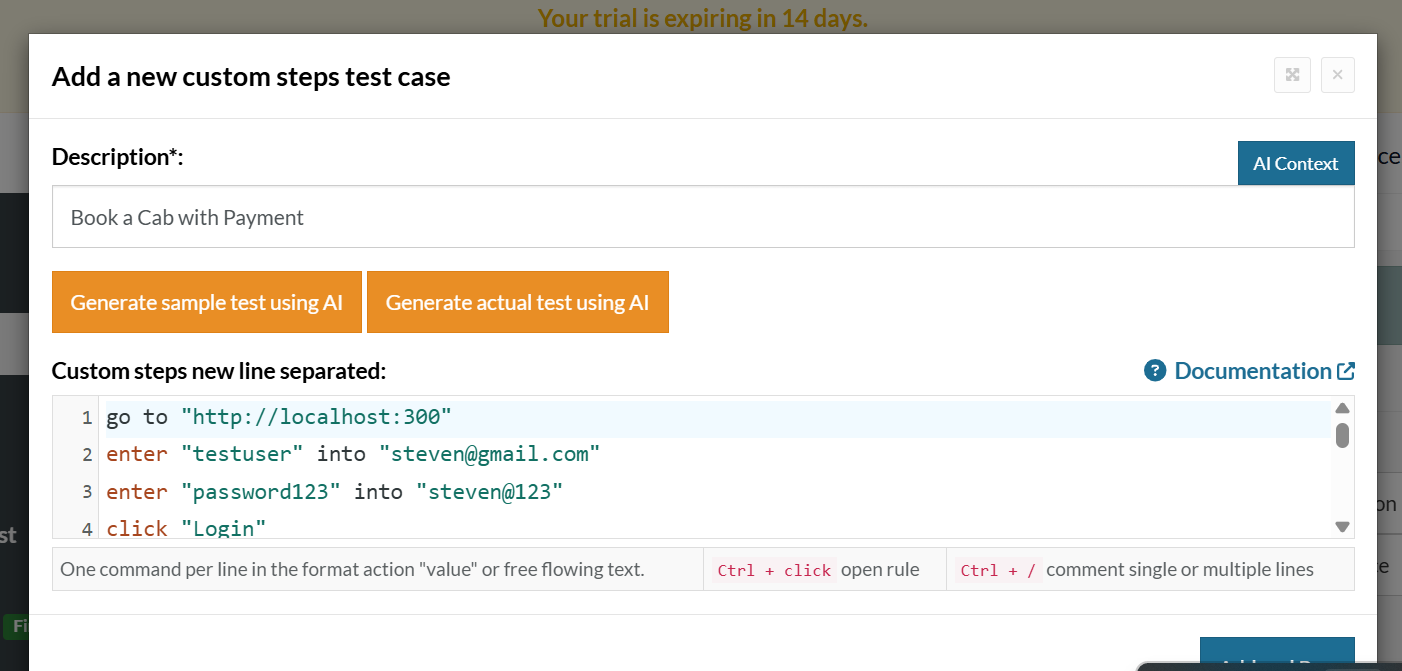 Your trial is expiring in 14 days.
Add a new custom steps test case
Description*:
AI Context
ce
Book a Cab with Payment
Generate sample test using AI
Generate actual test using AI
Custom steps new line separated:
Documentation
1 go to "http://localhost:300"
2 enter "testuser" into "steven@gmail.com"
3 enter "password123" into "steven@123"
4 click "Login"
on
st
One command per line in the format action "value" or free flowing text.
Ctrl + click open rule
Ctrl + / comment single or multiple lines
e
Fi